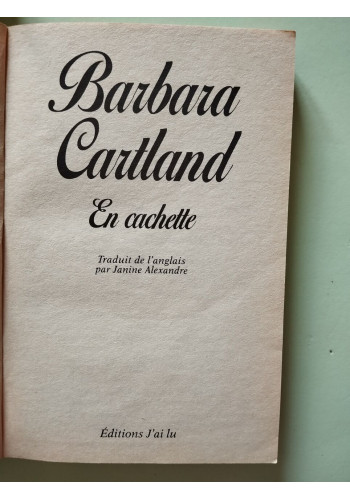 Barbara
Cartland
En cachette
Traduit de l'anglais
par Janine Alexandre
Éditions J'ai lu